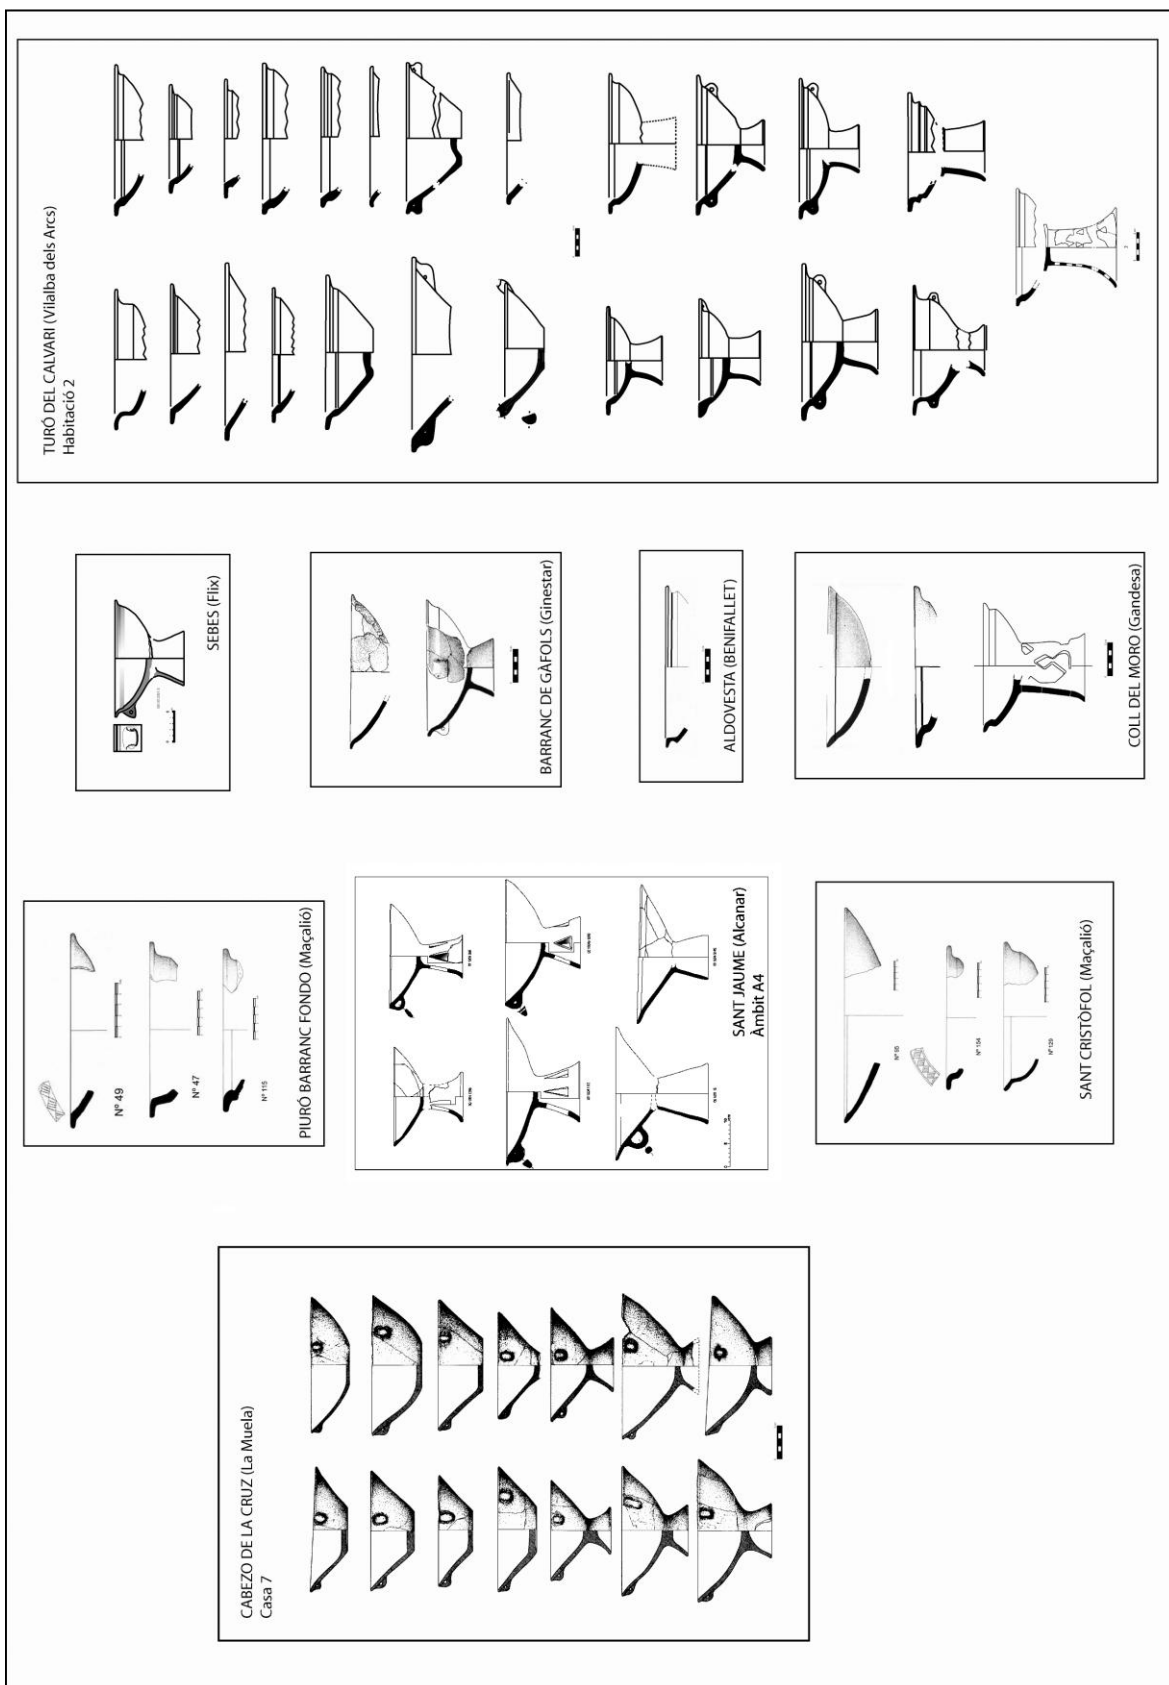 TURÓ DEL CALVARI (Vilalba dels Arcs)
Habitació 2
SEBES (Flix)
BARRANC DE GÀFOLS (Ginestar)
ALDOVESTA (BENIFALLET)
COLL DEL MORO (Gandesa)
Nº 49
Nº 47
Nº 115
PIURÓ BARRANC FONDO (Maçalió)
SANT JAUME (Alcanar)
Àmbit A4
Nº 95
Nº 154
Nº 129
SANT CRISTÒFOL (Maçalió)
CABEZO DE LA CRUZ (La Muela)
Casa 7